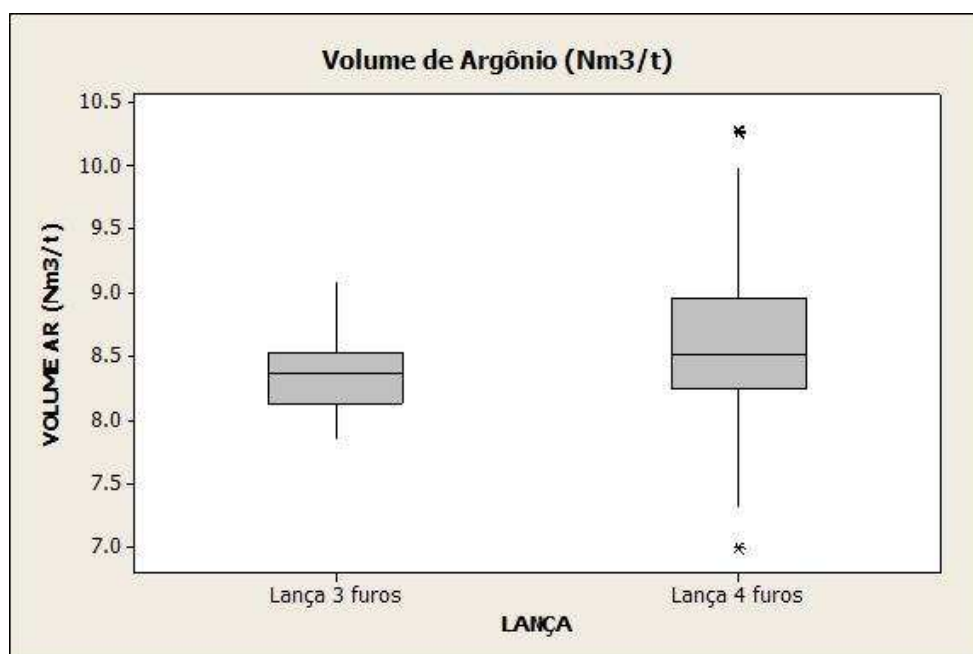 Volume de Argônio (Nm3/t)
VOLUME AR (Nm3/t)
10.5
10.0
9.5
9.0
8.5
8.0
7.5
7.0
Lança 3 furos
Lança 4 furos
LANÇA